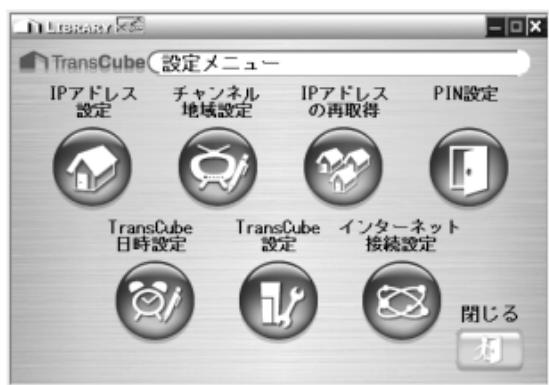 LIBRARY
TransCube 設定メニュー
IPアドレス
設定
チャンネル
地域設定
IPアドレス
の再取得
PIN設定
TransCube
日時設定
TransCube
設定
インターネット
接続設定
閉じる